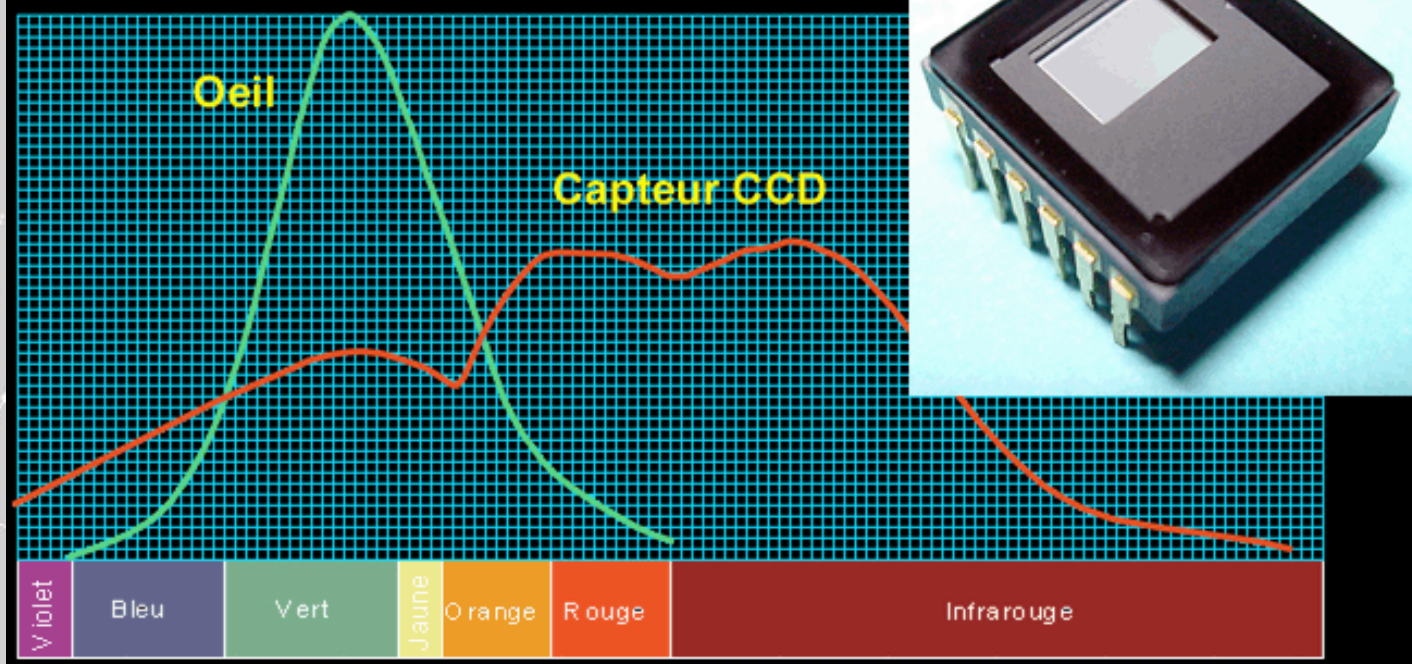 Oeil
Capteur CCD
Violet
Bleu
Vert
Jaune
Orange
Rouge
Infrarouge